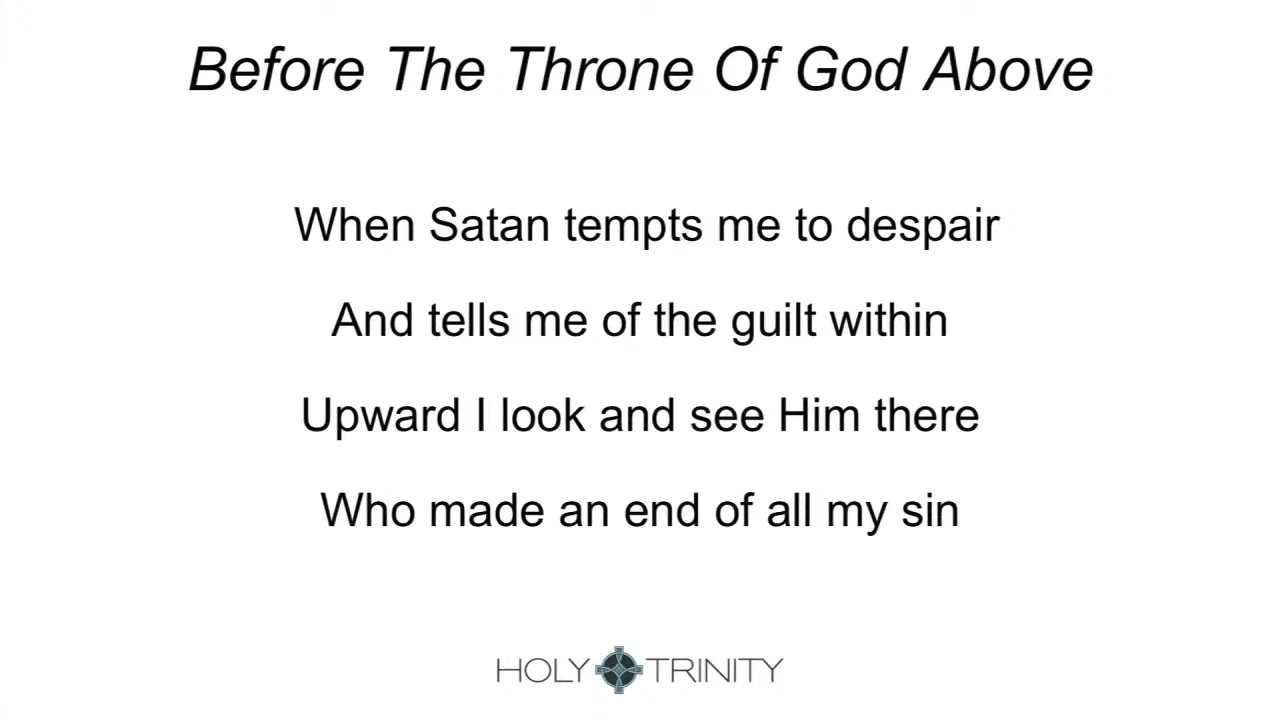 Before The Throne Of God Above
When Satan tempts me to despair
And tells me of the guilt within
Upward I look and see Him there
Who made an end of all my sin
HOLY TRINITY